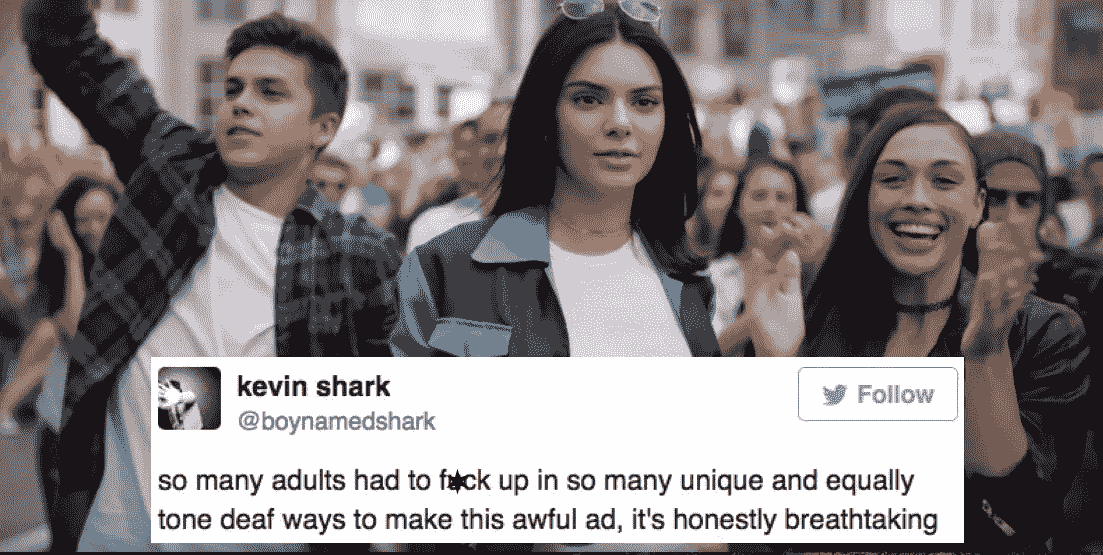 kevin shark
Follow
@boynamedshark
so many adults had to f★ck up in so many unique and equally
tone deaf ways to make this awful ad, it's honestly breathtaking